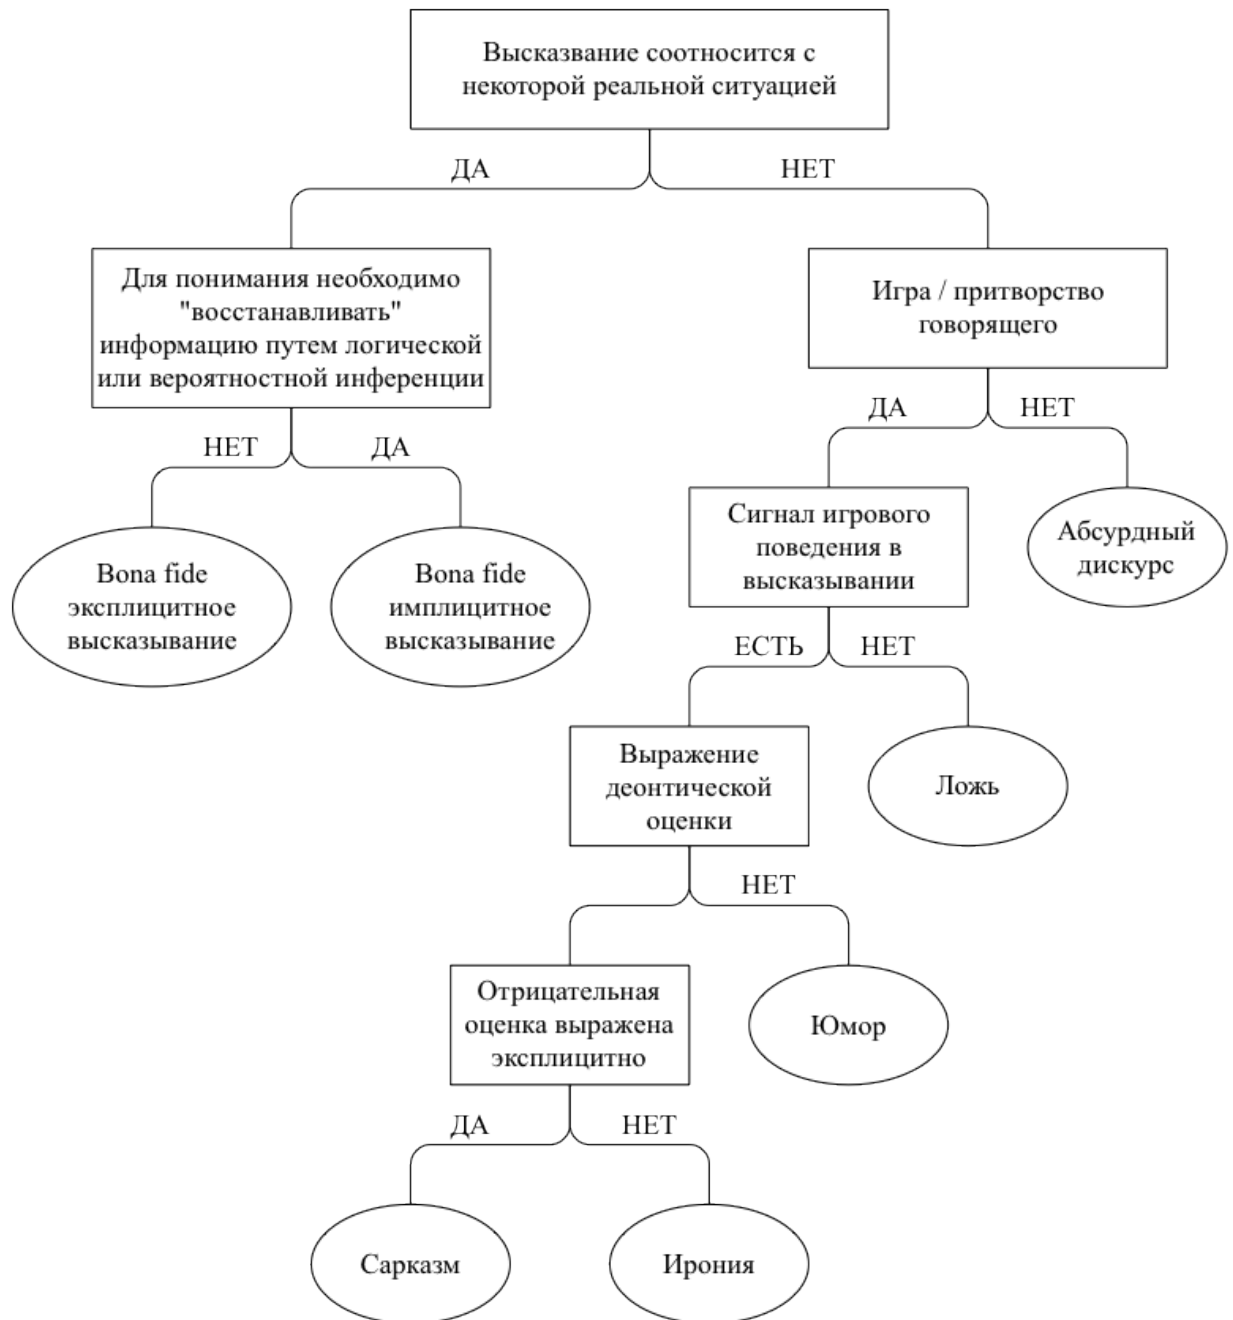 Высказвание соотносится с
некоторой реальной ситуацией
ДА
НЕТ
Для понимания необходимо
"восстанавливать"
информацию путем логической
или вероятностной инференции
Игра / притворство
говорящего
НЕТ
ДА
ДА
НЕТ
Bona fide
эксплицитное
высказывание
Bona fide
имплицитное
высказывание
Сигнал игрового
поведения в
высказывании
Абсурдный
дискурс
ЕСТЬ
НЕТ
Выражение
деонтической
оценки
Ложь
НЕТ
Отрицательная
оценка выражена
эксплицитно
Юмор
ДА
НЕТ
Сарказм
Ирония